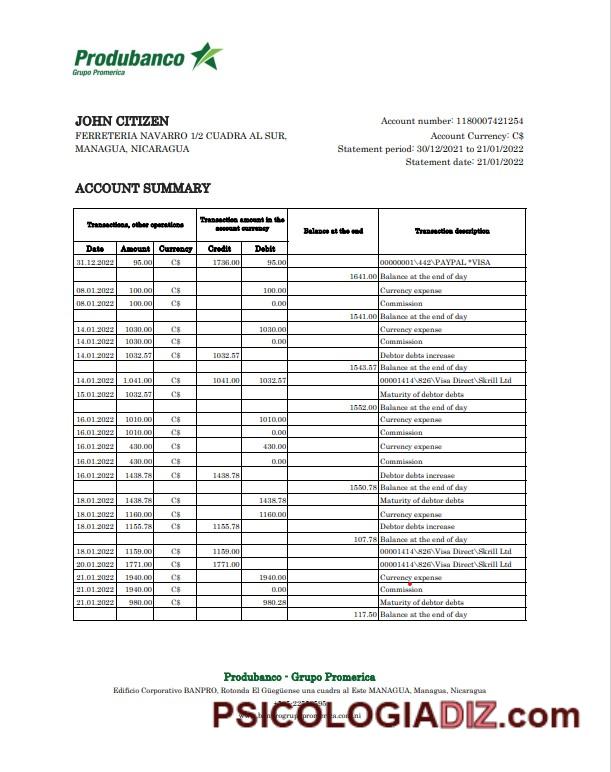 Produbanco
Grupo Promerica
JOHN CITIZEN
FERRETERIA NAVARRO 1/2 CUADRA AL SUR,
MANAGUA, NICARAGUA
Account number: 1180007421254
Account Currency: C$
Statement period: 30/12/2021 to 21/01/2022
Statement date: 21/01/2022
ACCOUNT SUMMARY
Transactions, other operations Transaction amount in the account currency Balance at the end Transaction description
Date Amount Currency Credit Debit
31.12.2022 95.00 C$ 1736.00 95.00 00000001\442\PAYPAL *VISA
1641.00 Balance at the end of day
08.01.2022 100.00 C$ 100.00 Currency expense
08.01.2022 100.00 C$ 0.00 Commission
1541.00 Balance at the end of day
14.01.2022 1030.00 C$ 1030.00 Currency expense
14.01.2022 1030.00 C$ 0.00 Commission
14.01.2022 1032.57 C$ 1032.57 Debtor debts increase
1543.57 Balance at the end of day
14.01.2022 1.041.00 C$ 1041.00 1032.57 00001414\826\Visa Direct\Skrill Ltd
15.01.2022 1032.57 C$ Maturity of debtor debts
1552.00 Balance at the end of day
16.01.2022 1010.00 C$ 1010.00 Currency expense
16.01.2022 1010.00 C$ 0.00 Commission
16.01.2022 430.00 C$ 430.00 Currency expense
16.01.2022 430.00 C$ 0.00 Commission
16.01.2022 1438.78 C$ 1438.78 Debtor debts increase
1550.78 Balance at the end of day
18.01.2022 1438.78 C$ 1438.78 Maturity of debtor debts
18.01.2022 1160.00 C$ 1160.00 Currency expense
18.01.2022 1155.78 C$ 1155.78 Debtor debts increase
107.78 Balance at the end of day
18.01.2022 1159.00 C$ 1159.00 00001414\826\Visa Direct\Skrill Ltd
20.01.2022 1771.00 C$ 1771.00 00001414\826\Visa Direct\Skrill Ltd
21.01.2022 1940.00 C$ 1940.00 Currency expense
21.01.2022 1940.00 C$ 0.00 Commission
21.01.2022 980.00 C$ 980.28 Maturity of debtor debts
117.50 Balance at the end of day
Produbanco - Grupo Promerica
Edificio Corporativo BANPRO, Rotonda El Güegüense una cuadra al Este MANAGUA, Managua, Nicaragua
PSICOLOGIADIZ.com